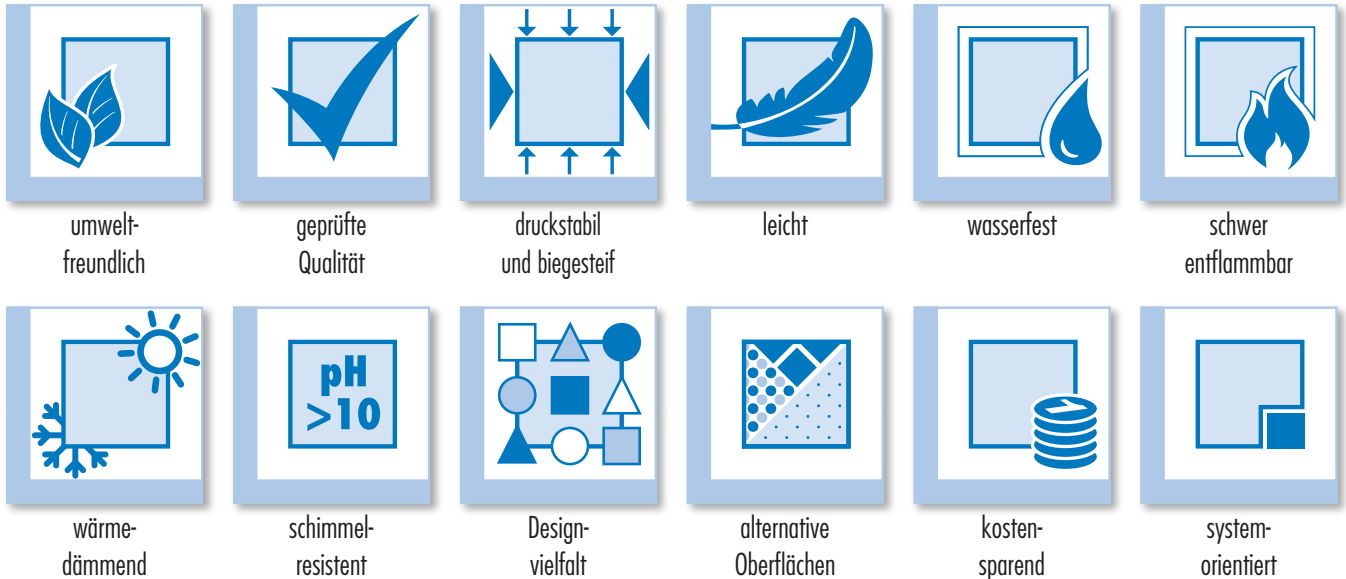 umwelt-
freundlich
geprüfte
Qualität
druckstabil
und biegesteif
leicht
wasserfest
schwer
entflammbar
pH
>10
1
wärme-
dämmend
schimmel-
resistent
Design-
vielfalt
alternative
Oberflächen
kosten-
sparend
system-
orientiert